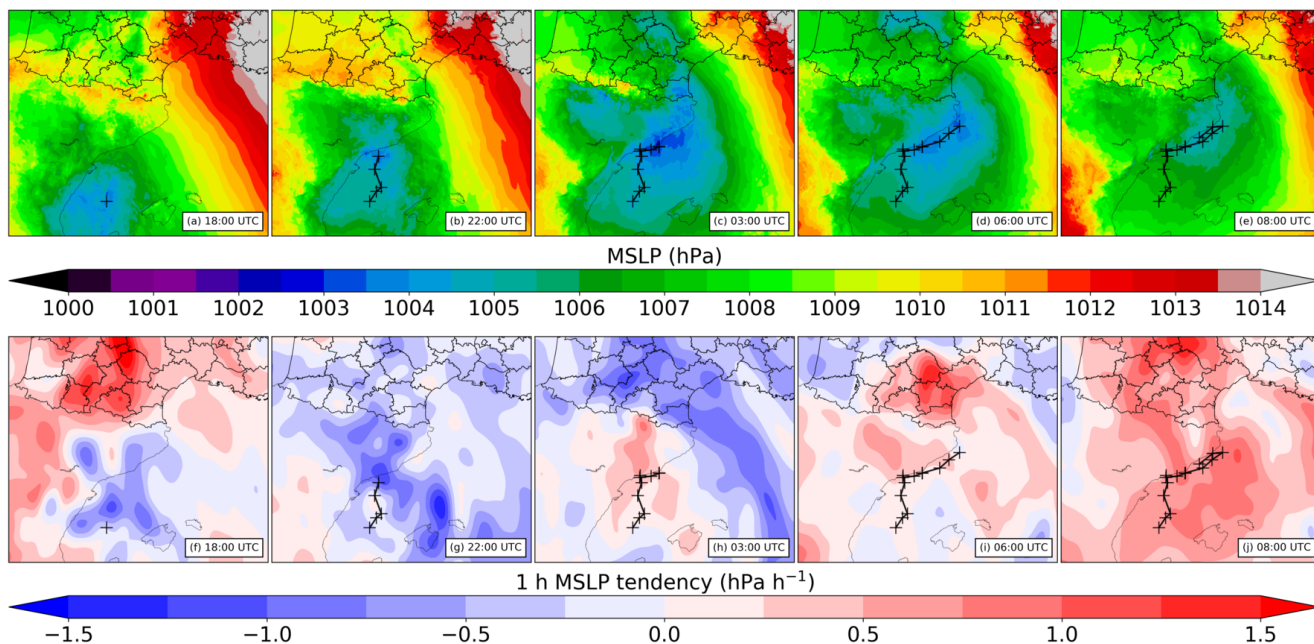 (a) 18:00 UTC
(b) 22:00 UTC
(c) 03:00 UTC
(d) 06:00 UTC
(e) 08:00 UTC
MSLP (hPa)
1000 1001 1002 1003 1004 1005 1006 1007 1008 1009 1010 1011 1012 1013 1014
(f) 18:00 UTC
(g) 22:00 UTC
(h) 03:00 UTC
(i) 06:00 UTC
(j) 08:00 UTC
1 h MSLP tendency (hPa h⁻¹)
−1.5 −1.0 −0.5 0.0 0.5 1.0 1.5